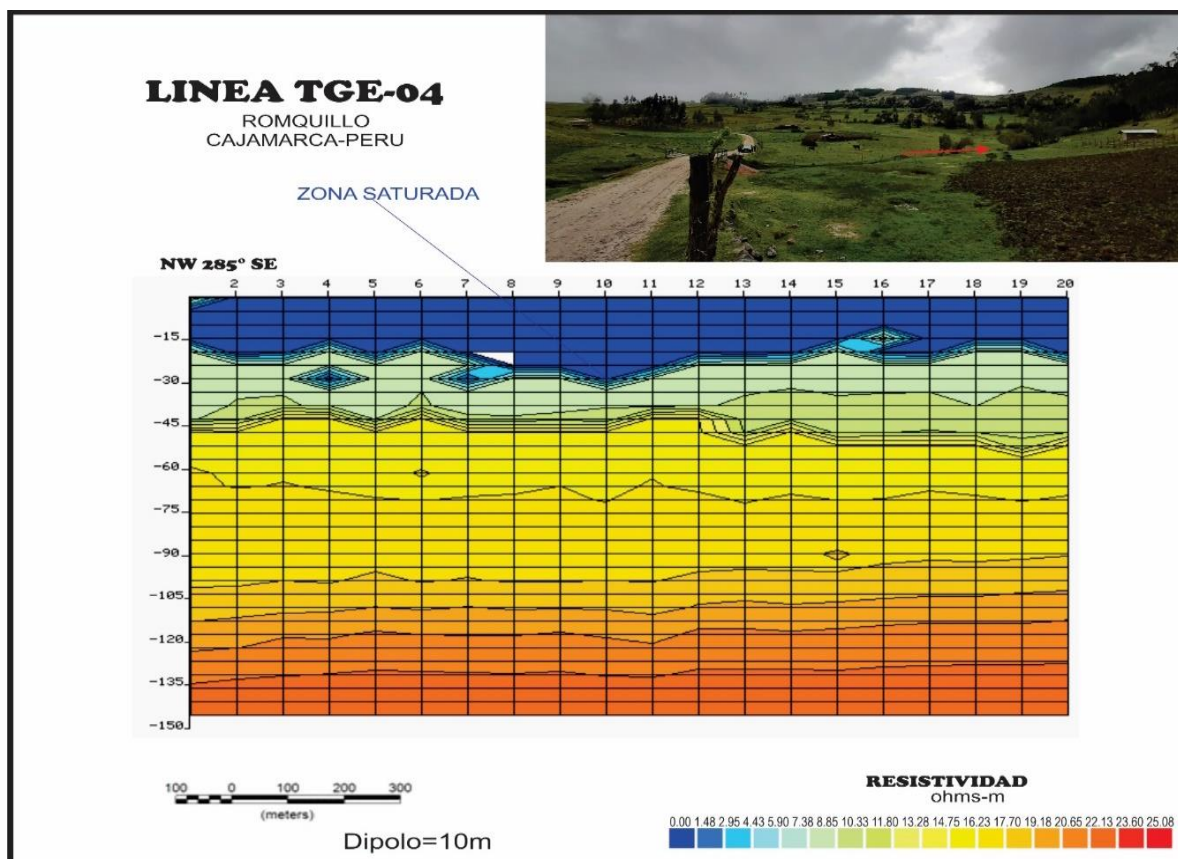 LINEA TGE-04
ROMQUILLO
CAJAMARCA-PERU
ZONA SATURADA
NW 285° SE
2 3 4 5 6 7 8 9 10 11 12 13 14 15 16 17 18 19 20
-15
-30
-45
-60
-75
-90
-105
-120
-135
-150
100 0 100 200 300
(meters)
Dipolo=10m
RESISTIVIDAD
ohms-m
0.00 1.48 2.95 4.43 5.90 7.38 8.85 10.33 11.80 13.28 14.75 16.23 17.70 19.18 20.65 22.13 23.60 25.08